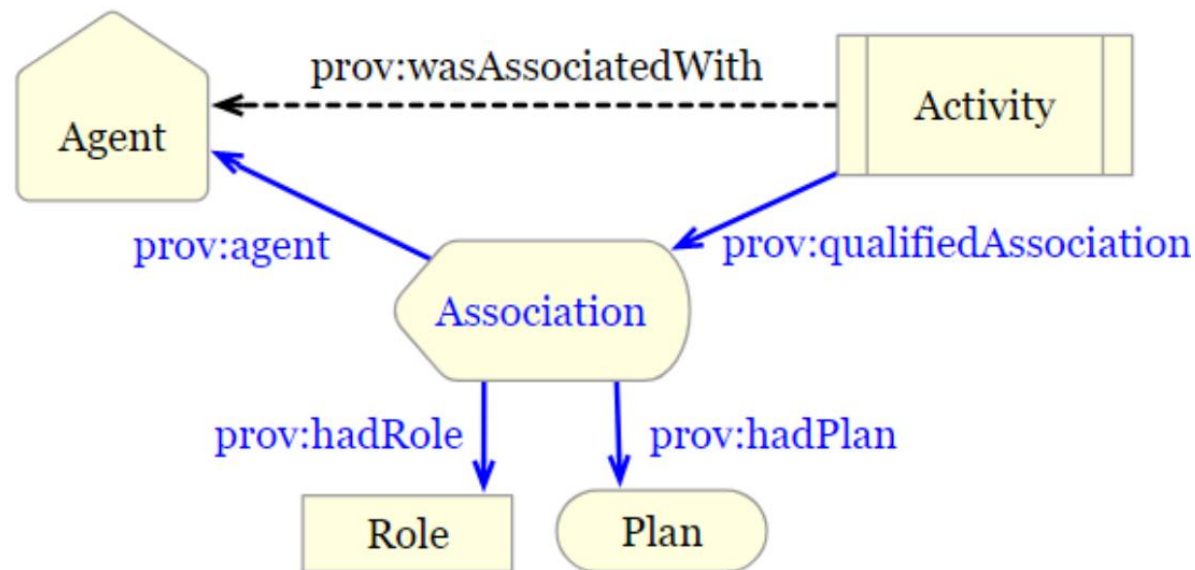 prov:wasAssociatedWith
Agent
Activity
prov:agent
prov:qualifiedAssociation
Association
prov:hadRole
prov:hadPlan
Role
Plan